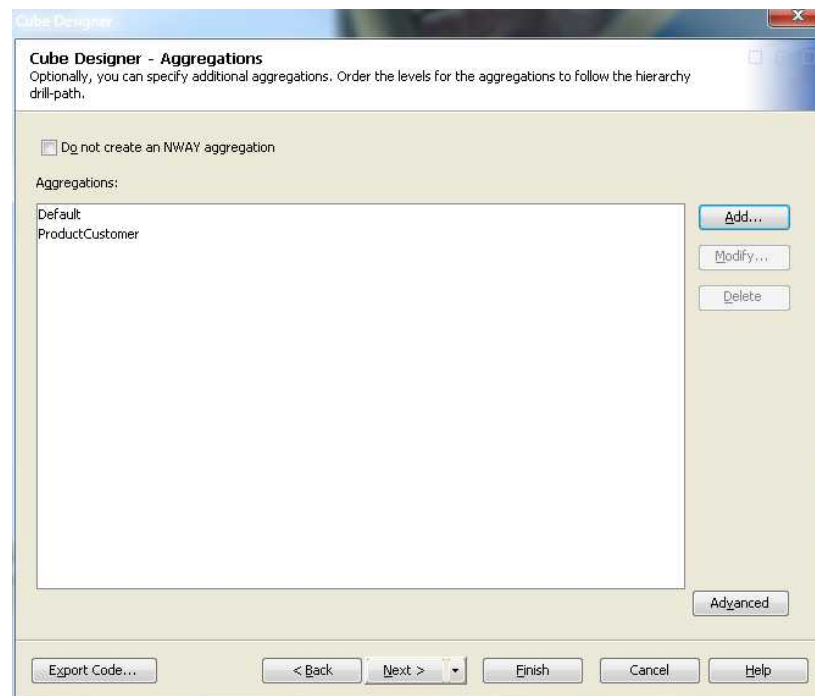 Cube Designer
Cube Designer - Aggregations
Optionally, you can specify additional aggregations. Order the levels for the aggregations to follow the hierarchy
drill-path.
Do not create an NWAY aggregation
Aggregations:
Default
ProductCustomer
Add...
Modify...
Delete
Advanced
Export Code...
< Back
Next >
Finish
Cancel
Help